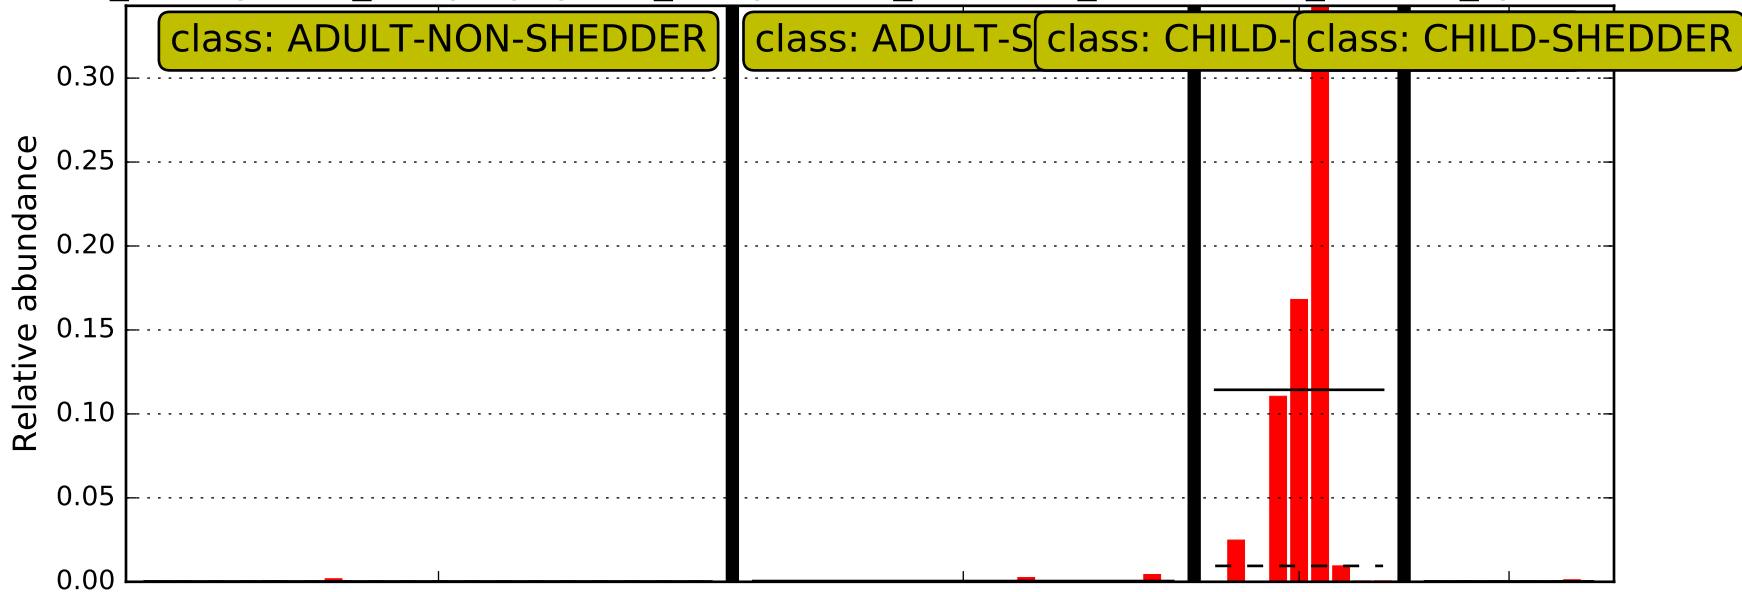 class: ADULT-NON-SHEDDER
class: ADULT-S
class: CHILD-
class: CHILD-SHEDDER
Relative abundance
0.30
0.25
0.20
0.15
0.10
0.05
0.00